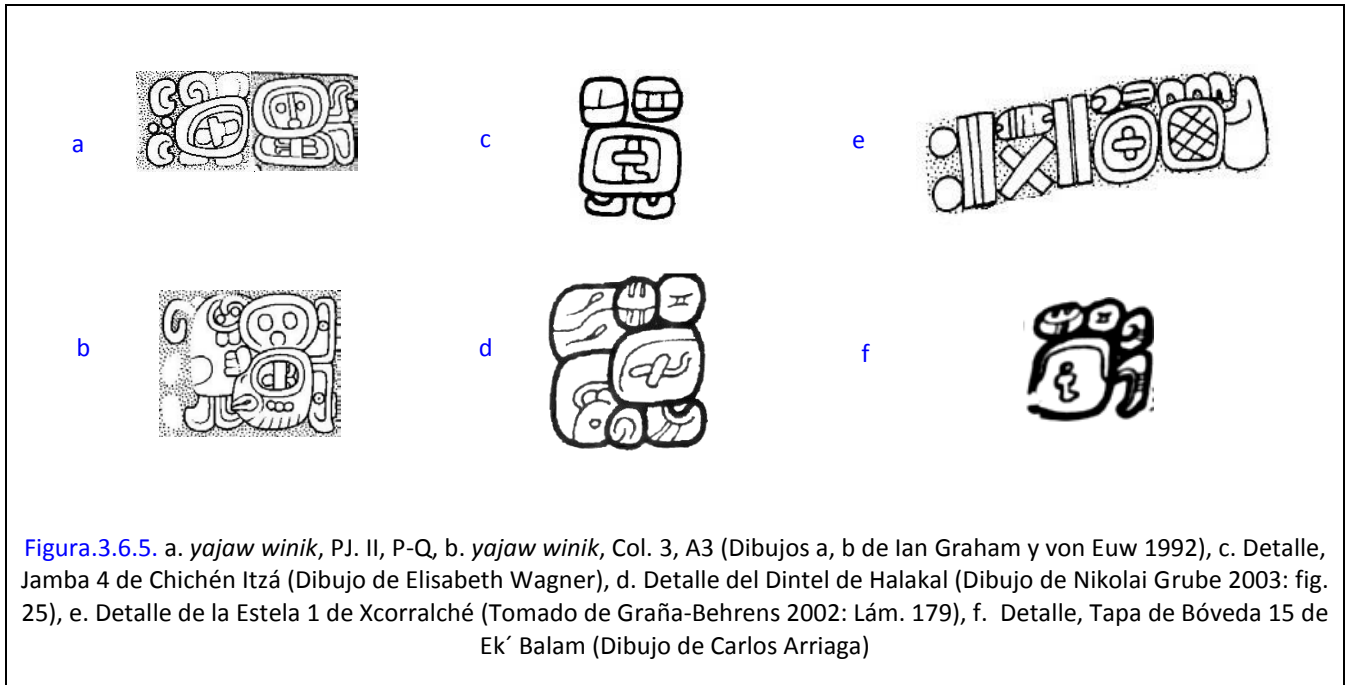 a
c
e
b
d
f
Figura.3.6.5. a. yajaw winik, PJ. II, P-Q, b. yajaw winik, Col. 3, A3 (Dibujos a, b de Ian Graham y von Euw 1992), c. Detalle,
Jamba 4 de Chichén Itzá (Dibujo de Elisabeth Wagner), d. Detalle del Dintel de Halakal (Dibujo de Nikolai Grube 2003: fig.
25), e. Detalle de la Estela 1 de Xcorralché (Tomado de Graña-Behrens 2002: Lám. 179), f. Detalle, Tapa de Bóveda 15 de
Ek´ Balam (Dibujo de Carlos Arriaga)